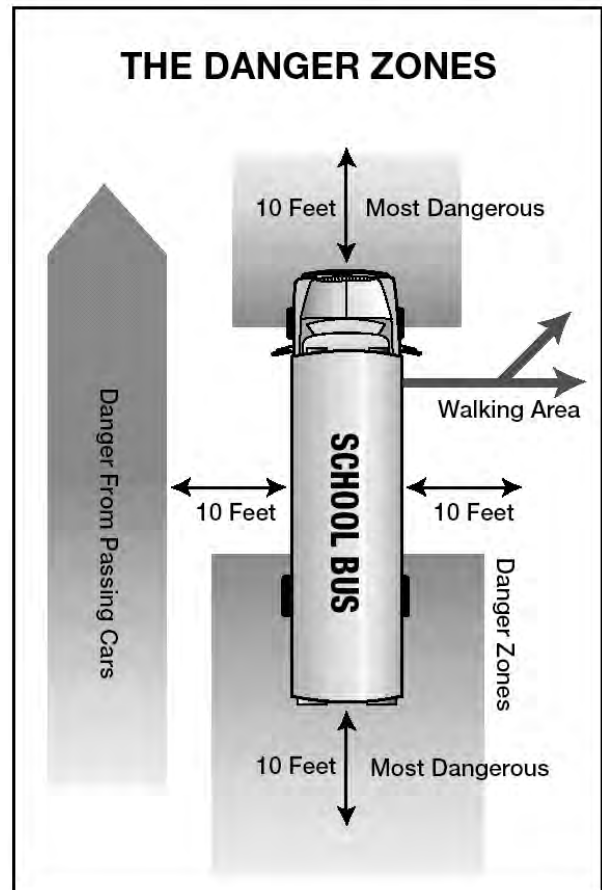 THE DANGER ZONES
10 Feet
Most Dangerous
Walking Area
SCHOOL BUS
Danger From Passing Cars
10 Feet
10 Feet
Danger Zones
10 Feet
Most Dangerous